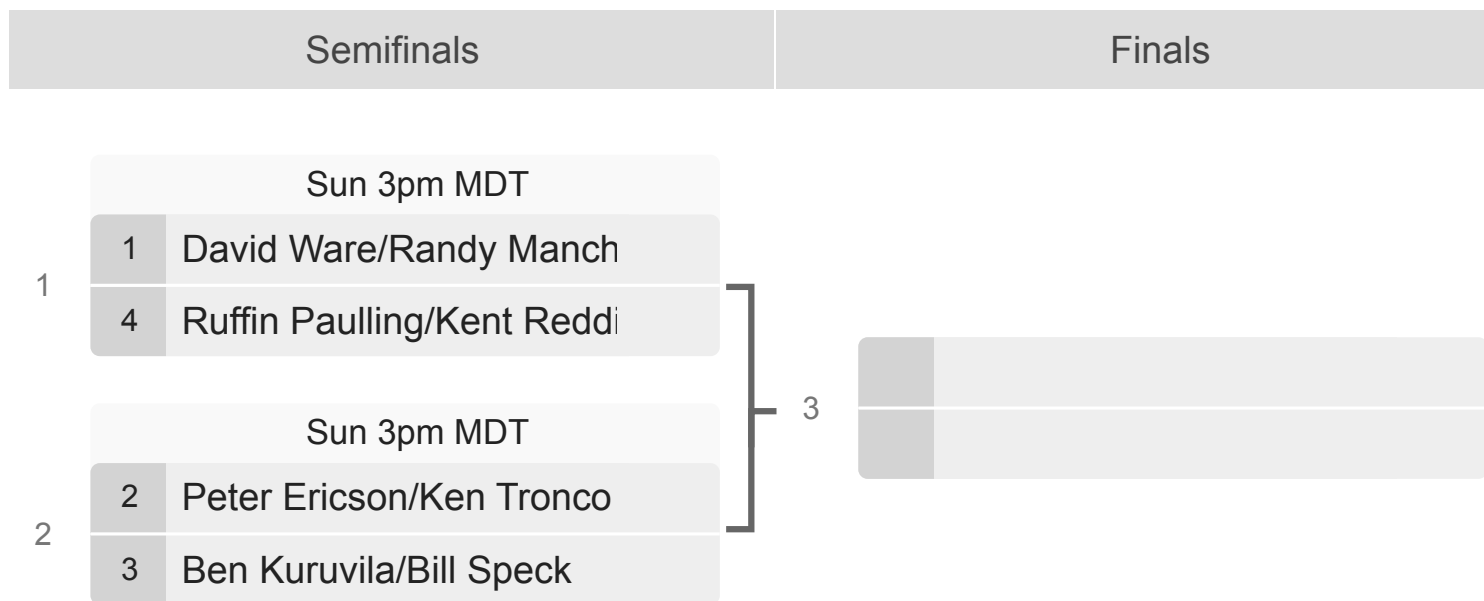 Semifinals Finals
Sun 3pm MDT
1 David Ware/Randy Manch
1
4 Ruffin Paulling/Kent Reddi
Sun 3pm MDT
3
2 Peter Ericson/Ken Tronco
2
3 Ben Kuruvila/Bill Speck